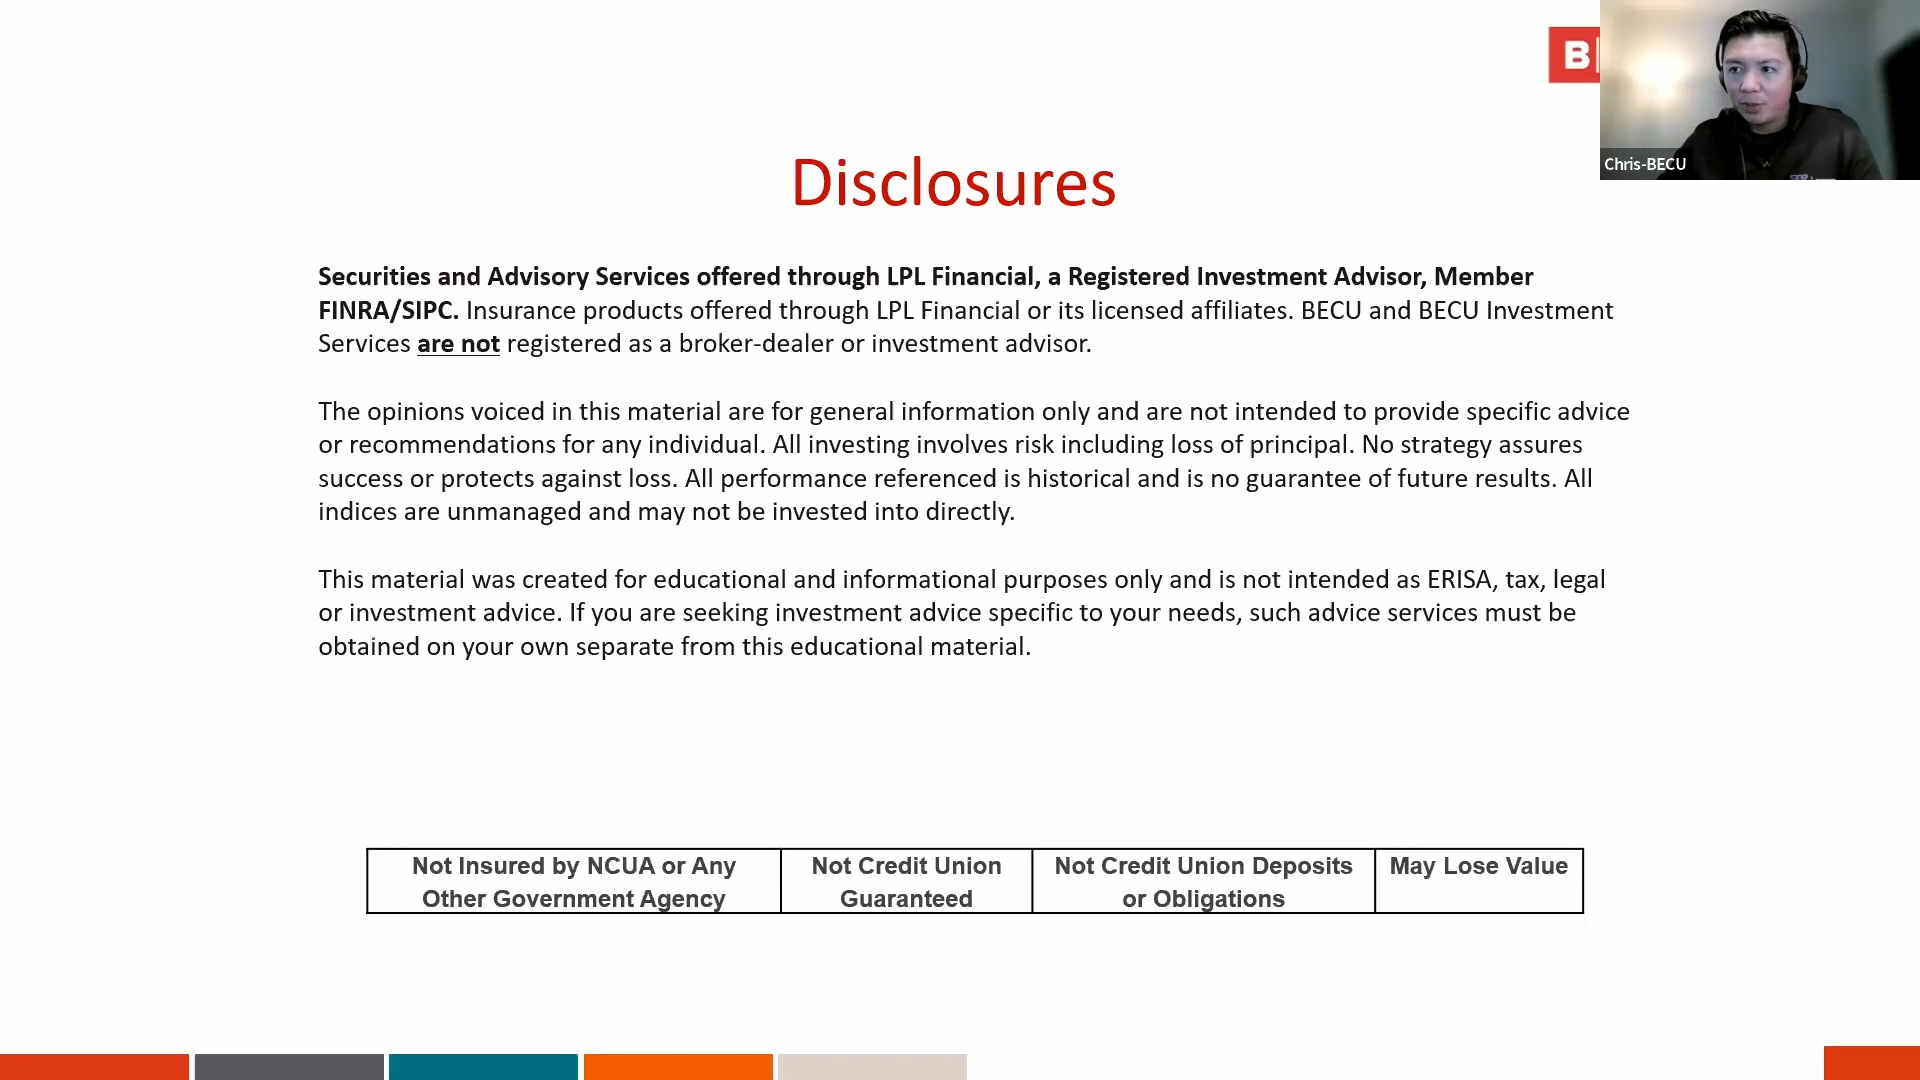 B
Chris-BECU
Disclosures
Securities and Advisory Services offered through LPL Financial, a Registered Investment Advisor, Member
FINRA/SIPC. Insurance products offered through LPL Financial or its licensed affiliates. BECU and BECU Investment
Services are not registered as a broker-dealer or investment advisor.
The opinions voiced in this material are for general information only and are not intended to provide specific advice
or recommendations for any individual. All investing involves risk including loss of principal. No strategy assures
success or protects against loss. All performance referenced is historical and is no guarantee of future results. All
indices are unmanaged and may not be invested into directly.
This material was created for educational and informational purposes only and is not intended as ERISA, tax, legal
or investment advice. If you are seeking investment advice specific to your needs, such advice services must be
obtained on your own separate from this educational material.
Not Insured by NCUA or Any
Other Government Agency
Not Credit Union
Guaranteed
Not Credit Union Deposits
or Obligations
May Lose Value